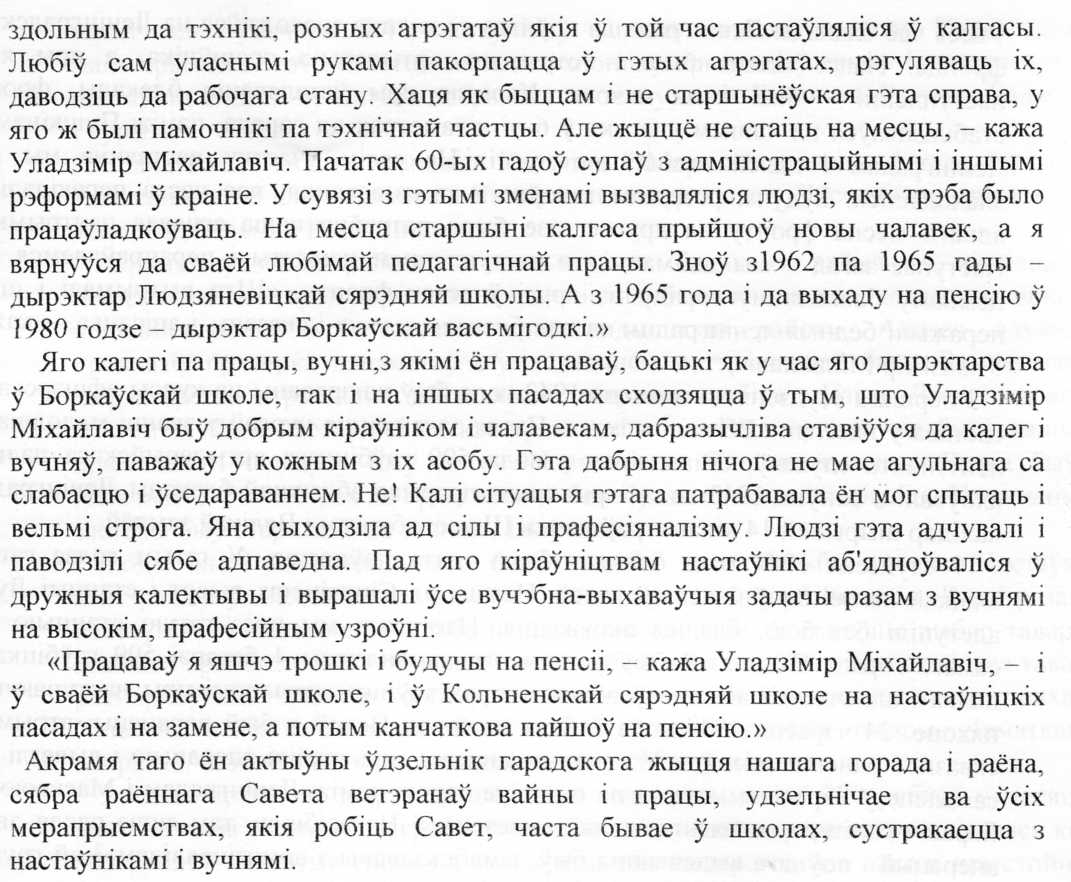 здольным да тэхнікі, розных агрэгатаў якія ў той час пастаўляліся ў калгасы.
Любіў сам уласнымі рукамі пакорпацца ў гэтых агрэгатах, рэгуляваць іх,
даводзіць да рабочага стану. Хаця як быццам і не старшынёўская гэта справа, у
яго ж былі памочнікі па тэхнічнай частцы. Але жыццё не стаіць на месцы, – кажа
Уладзімір Міхайлавіч. Пачатак 60-ых гадоў супаў з адміністрацыйнымі і іншымі
рэформамі ў краіне. У сувязі з гэтымі зменамі вызваляліся людзі, якіх трэба было
працаўладкоўваць. На месца старшыні калгаса прыйшоў новы чалавек, а я
вярнуўся да сваёй любімай педагагічнай працы. Зноў з1962 па 1965 гады –
дырэктар Людзяневіцкай сярэдняй школы. А з 1965 года і да выхаду на пенсію ў
1980 годзе – дырэктар Боркаўскай васьмігодкі.»
Яго калегі па працы, вучні,з якімі ён працаваў, бацькі як у час яго дырэктарства
ў Боркаўскай школе, так і на іншых пасадах сходзяцца ў тым, што Уладзімір
Міхайлавіч быў добрым кіраўніком і чалавекам, дабразычліва ставіўўся да калег і
вучняў, паважаў у кожным з іх асобу. Гэта дабрыня нічога не мае агульнага са
слабасцю і ўседараваннем. Не! Калі сітуацыя гэтага патрабавала ён мог спытаць і
вельмі строга. Яна выходзіла ад сілы і прафесіяналізму. Людзі гэта адчувалі і
паводзілі сябе адпаведна. Пад яго кіраўніцтвам настаўнікі аб'ядноўваліся ў
дружныя калектывы і вырашалі ўсе вучэбна-выхаваўчыя задачы разам з вучнямі
на высокім, прафесійным узроўні.
«Працаваў я яшчэ трошкі і будучы на пенсіі, – кажа Уладзімір Міхайлавіч, – і
ў сваёй Боркаўскай школе, і ў Кольненскай сярэдняй школе на настаўніцкіх
пасадах і на замене, а потым канчаткова пайшоў на пенсію.»
Акрамя таго ён актыўны ўдзельнік гарадскога жыцця нашага горада і раёна,
сябра раённага Савета ветэранаў вайны і працы, удзельнічае ва ўсіх
мерапрыемствах, якія робіць Савет, часта бывае ў школах, сустракаецца з
настаўнікамі і вучнямі.